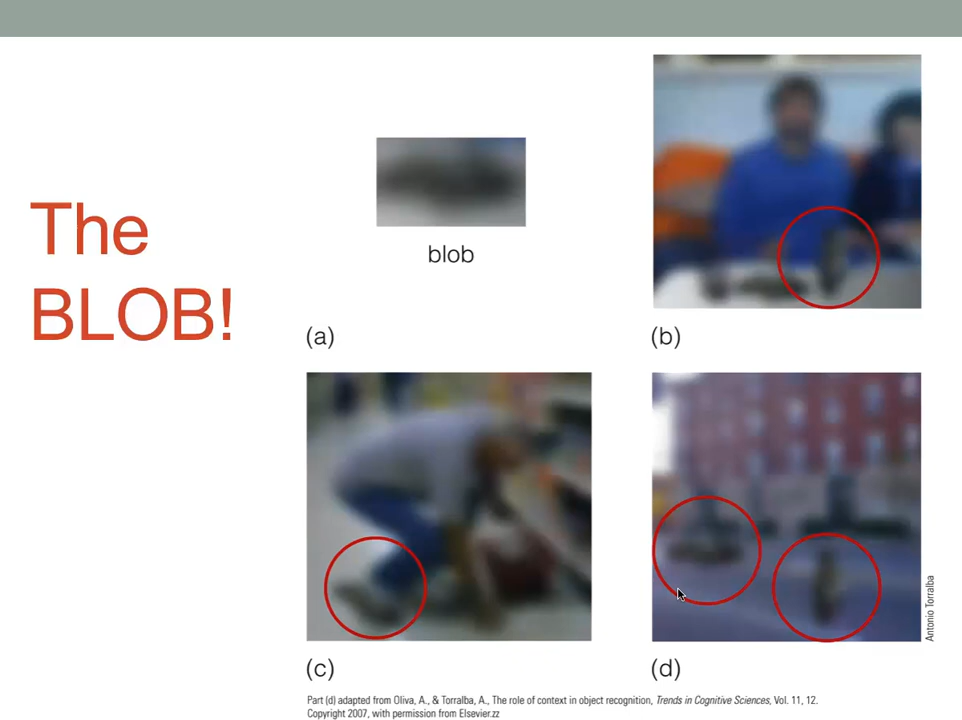 The
BLOB!
blob
(a)
(b)
(c)
(d)
Antonio Torralba
Part (d) adapted from Oliva, A., & Torralba, A., The role of context in object recognition, Trends in Cognitive Sciences, Vol. 11, 12.
Copyright 2007, with permission from Elsevier.zz